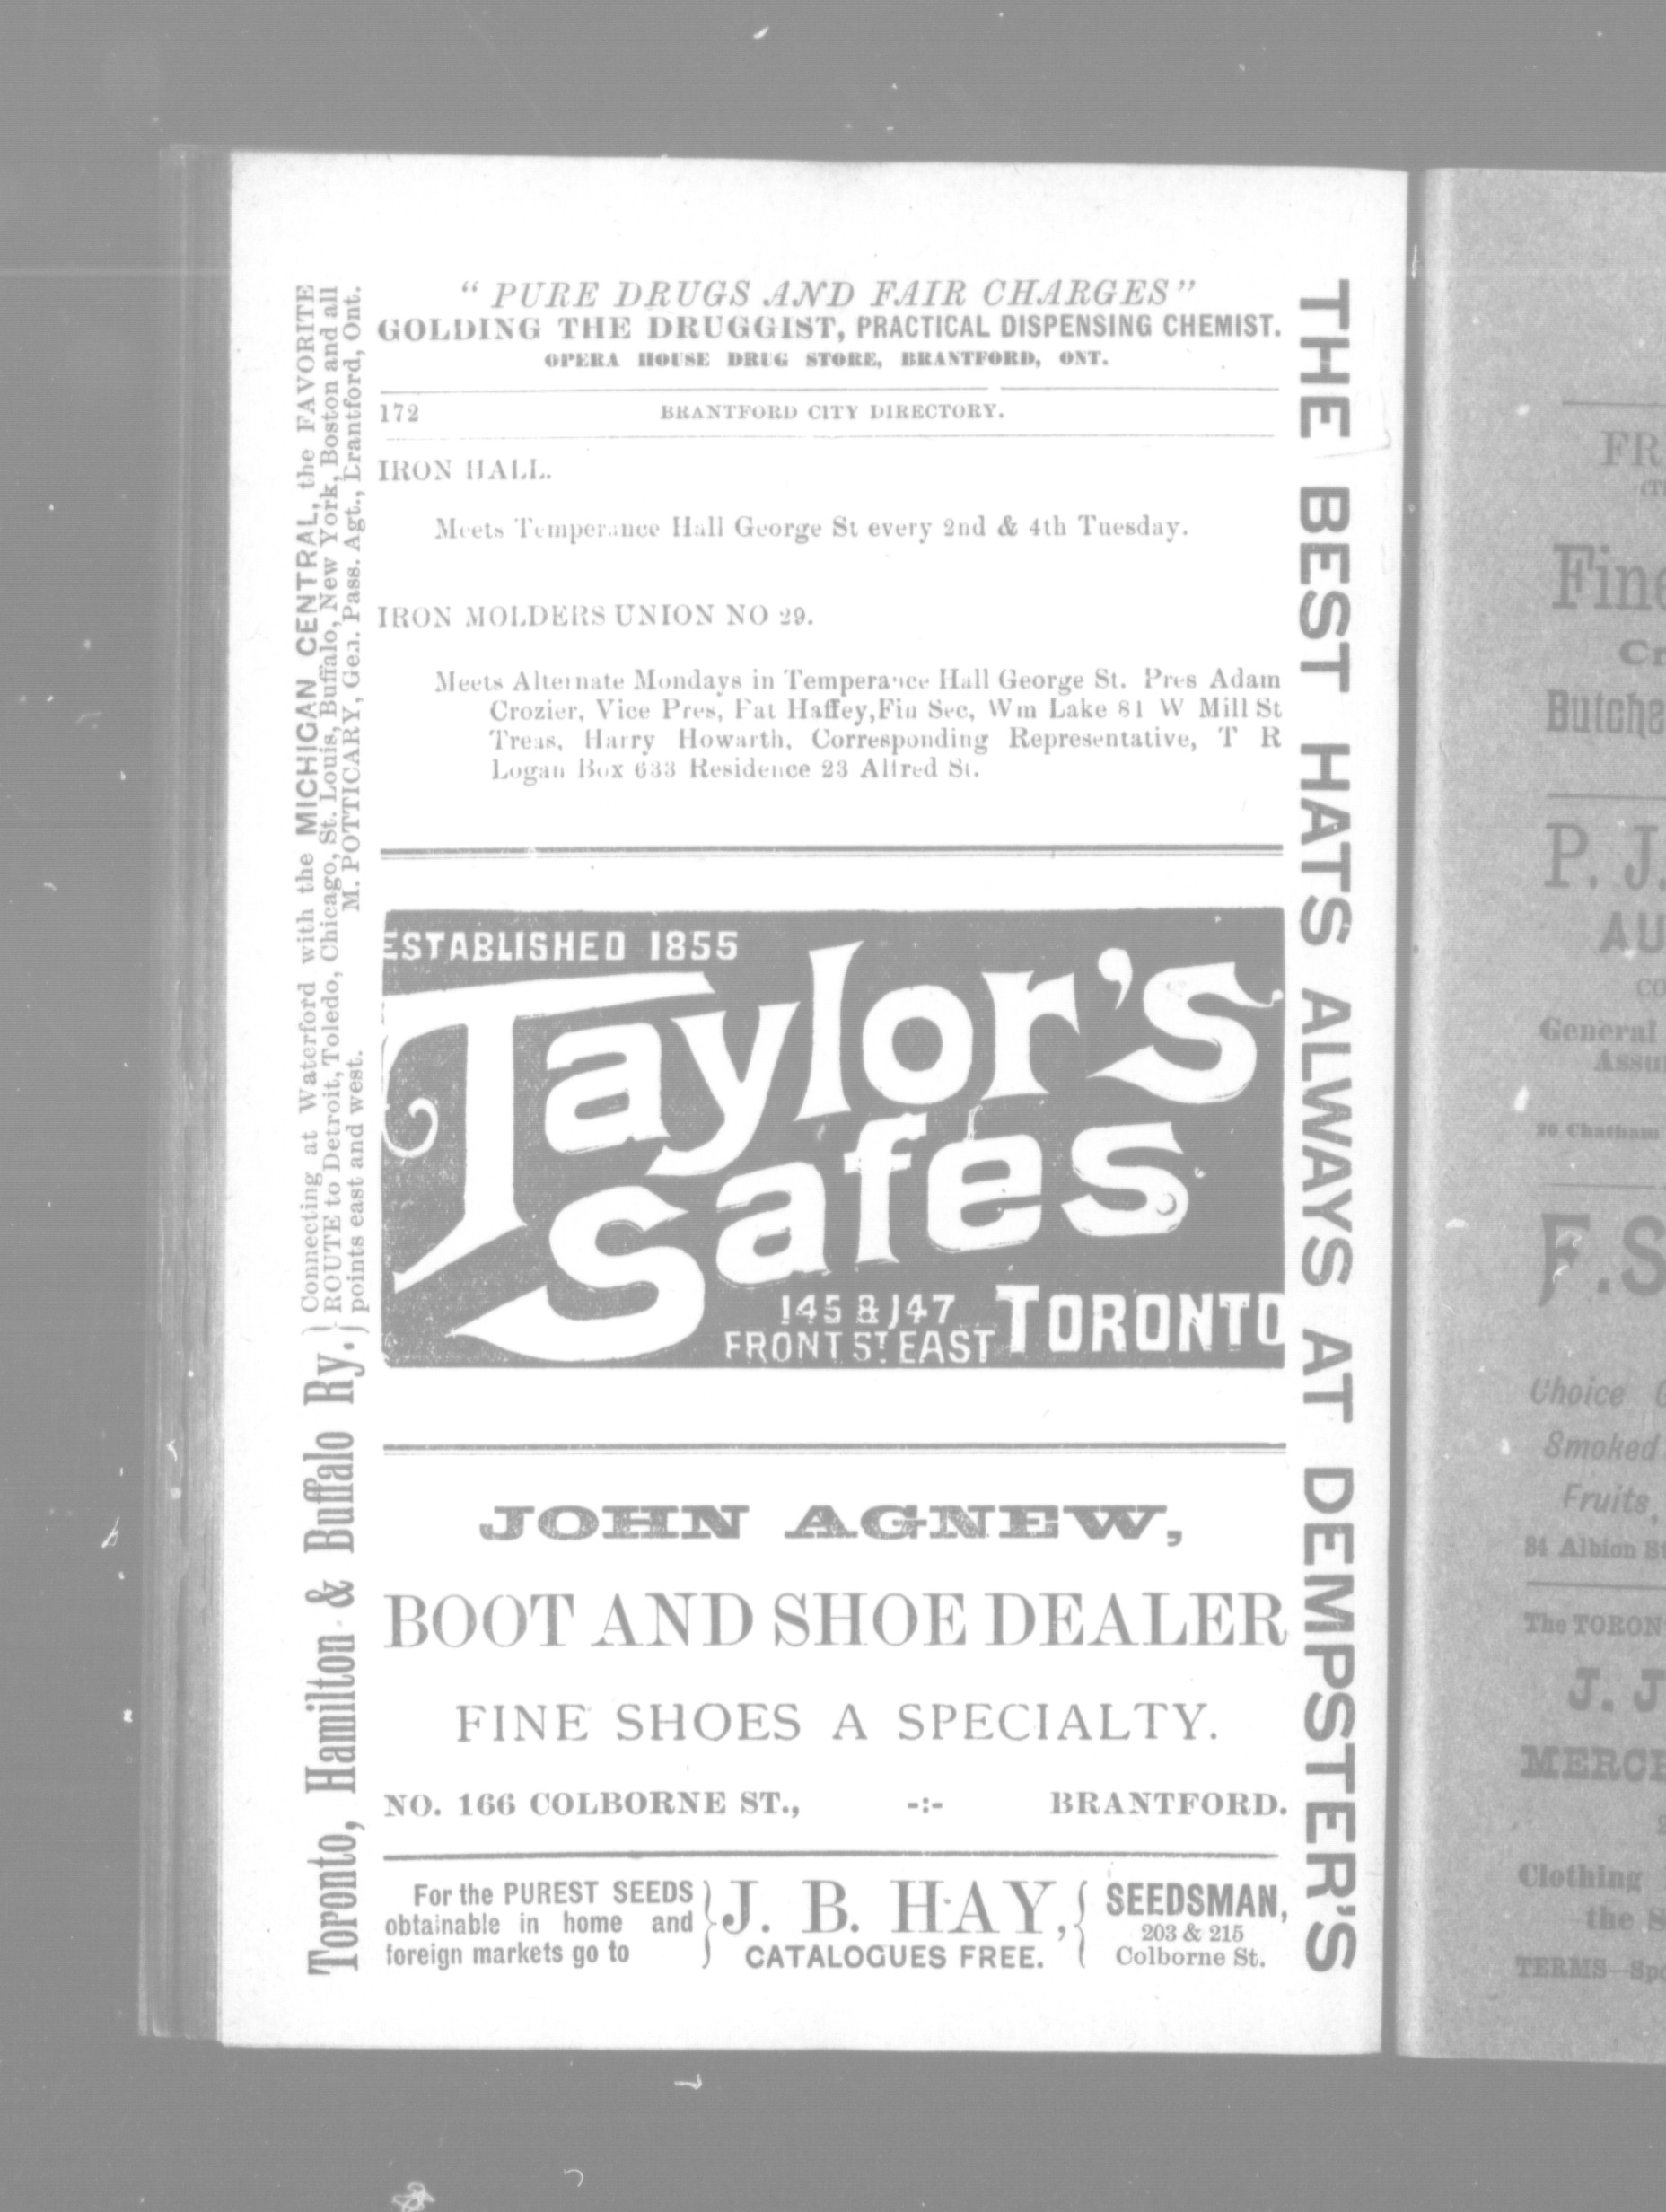 "PURE DRUGS AND FAIR CHARGES"
GOLDING THE DRUGGIST, PRACTICAL DISPENSING CHEMIST.
OPERA HOUSE DRUG STORE, BRANTFORD, ONT.
172 BRANTFORD CITY DIRECTORY.
IRON HALL.
Meets Temperance Hall George St every 2nd & 4th Tuesday.
IRON MOLDERS UNION NO 29.
Meets Alternate Mondays in Temperance Hall George St. Pres Adam
Crozier, Vice Pres, Pat Haffey, Fin Sec, Wm Lake 81 W Mill St
Treas, Harry Howarth, Corresponding Representative, T R
Logan Box 633 Residence 23 Alfred St.
ESTABLISHED 1855
Taylor's
Safes
145 & 147
FRONT ST. EAST TORONTO
JOHN AGNEW,
BOOT AND SHOE DEALER
FINE SHOES A SPECIALTY.
NO. 166 COLBORNE ST., -:- BRANTFORD.
For the PUREST SEEDS
obtainable in home and
foreign markets go to
J. B. HAY,
CATALOGUES FREE.
SEEDSMAN,
203 & 215
Colborne St.
Toronto, Hamilton & Buffalo Ry.
Connecting at Waterford with the MICHIGAN CENTRAL, the FAVORITE
ROUTE to Detroit, Toledo, Chicago, St. Louis, Buffalo, New York, Boston and all
points east and west. M. POTTICARY, Gen. Pass. Agt., Brantford, Ont.
THE BEST HATS ALWAYS AT DEMPSTER'S
FR
Fine
Butche
P. J.
AU
CO
General
Assu
20 Chatham
F. S
Choice
Smoked
Fruits,
84 Albion St
The TORON
J. J
MERCH
Clothing
the S
TERMS—Spo